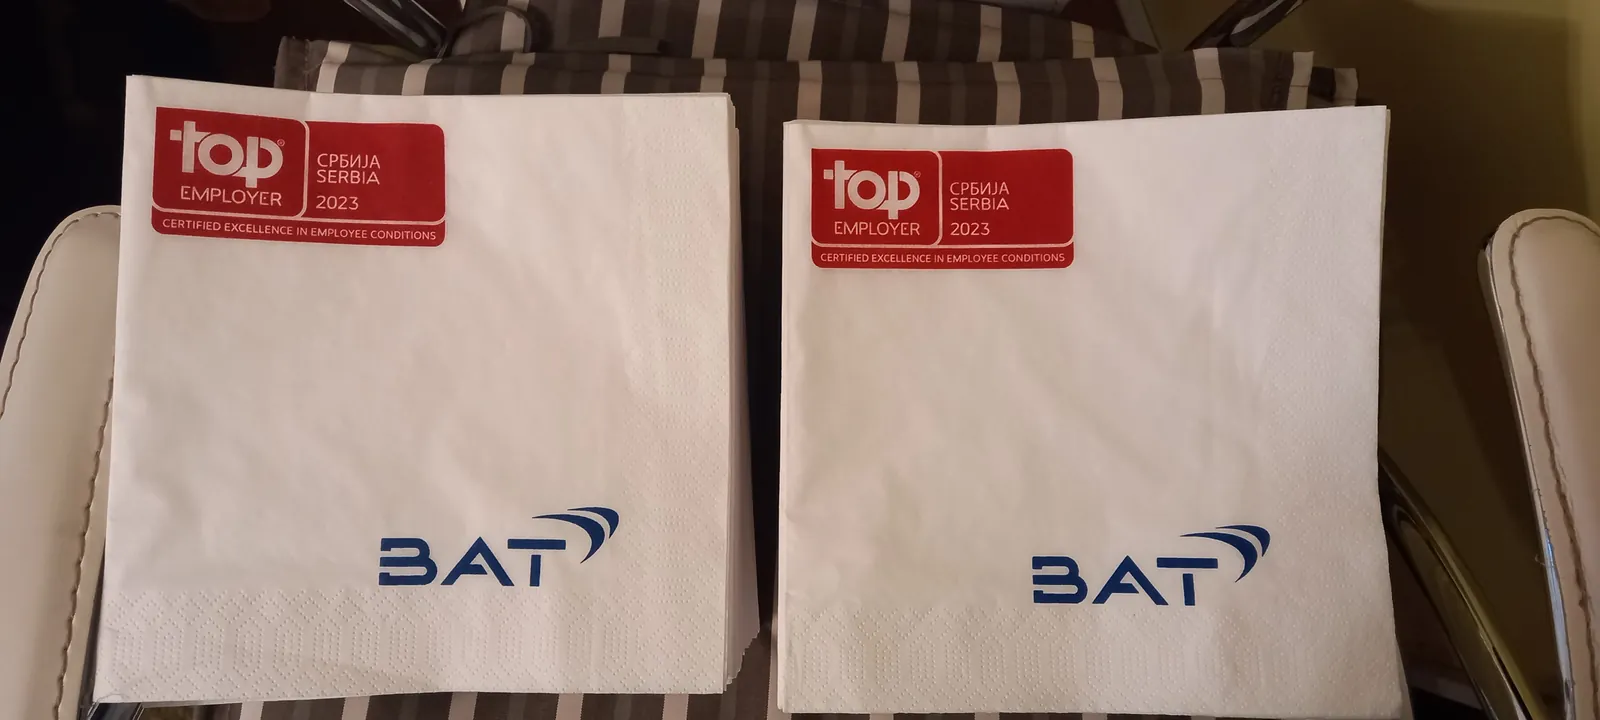 top®
EMPLOYER
СРБИЈА
SERBIA
2023
CERTIFIED EXCELLENCE IN EMPLOYEE CONDITIONS
BAT
top®
EMPLOYER
СРБИЈА
SERBIA
2023
CERTIFIED EXCELLENCE IN EMPLOYEE CONDITIONS
BAT